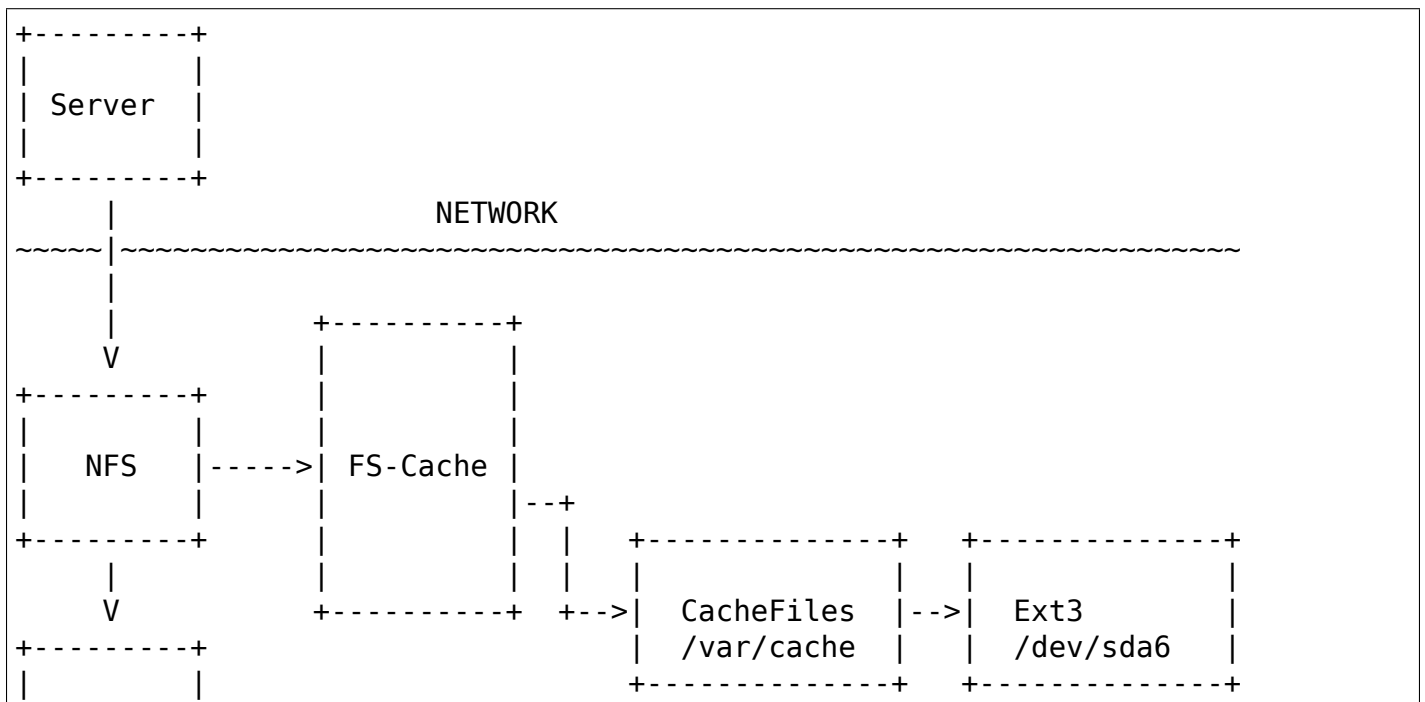 +---------+
|         |
| Server  |
|         |
+---------+
     |                  NETWORK
~~~~~|~~~~~~~~~~~~~~~~~~~~~~~~~~~~~~~~~~~~~~~~~~~~~~~~~~~~~~~~~~~~~~~~
     |
     |           +----------+
     V           |          |
+---------+      |          |
|         |      |          |
|   NFS   |----->| FS-Cache |
|         |      |          |--+
+---------+      |          |  |   +--------------+   +--------------+
     |           |          |  |   |              |   |              |
     V           +----------+  +-->|  CacheFiles  |-->|  Ext3        |
+---------+                        |  /var/cache  |   |  /dev/sda6   |
|         |                        +--------------+   +--------------+